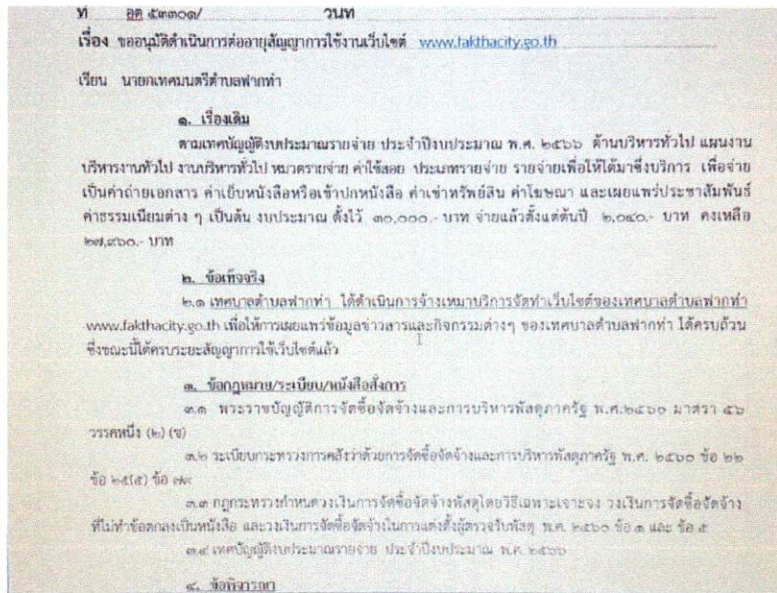 ที่ อต ๕๓๓๐๑/ วันที่
เรื่อง ขออนุมัติดำเนินการต่ออายุสัญญาการใช้งานเว็บไซต์ www.fakthacity.go.th
เรียน นายกเทศมนตรีตำบลฟากท่า
๑. เรื่องเดิม
ตามเทศบัญญัติงบประมาณรายจ่าย ประจำปีงบประมาณ พ.ศ. ๒๕๖๖ ด้านบริหารทั่วไป แผนงาน
บริหารงานทั่วไป งานบริหารทั่วไป หมวดรายจ่าย ค่าใช้สอย ประเภทรายจ่าย รายจ่ายเพื่อให้ได้มาซึ่งบริการ เพื่อจ่าย
เป็นค่าถ่ายเอกสาร ค่าเย็บหนังสือหรือเข้าปกหนังสือ ค่าเช่าทรัพย์สิน ค่าโฆษณา และเผยแพร่ประชาสัมพันธ์
ค่าธรรมเนียมต่าง ๆ เป็นต้น งบประมาณ ตั้งไว้ ๓๐,๐๐๐.- บาท จ่ายแล้วตั้งแต่ต้นปี ๒,๐๔๐.- บาท คงเหลือ
๒๗,๙๖๐.- บาท
๒. ข้อเท็จจริง
๒.๑ เทศบาลตำบลฟากท่า ได้ดำเนินการจ้างเหมาบริการจัดทำเว็บไซต์ของเทศบาลตำบลฟากท่า
www.fakthacity.go.th เพื่อให้การเผยแพร่ข้อมูลข่าวสารและกิจกรรมต่างๆ ของเทศบาลตำบลฟากท่า ได้ครบถ้วน
ซึ่งขณะนี้ได้ครบระยะสัญญาการใช้เว็บไซต์แล้ว
๓. ข้อกฎหมาย/ระเบียบ/หนังสือสั่งการ
๓.๑ พระราชบัญญัติการจัดซื้อจัดจ้างและการบริหารพัสดุภาครัฐ พ.ศ.๒๕๖๐ มาตรา ๕๖
วรรคหนึ่ง (๒) (ข)
๓.๒ ระเบียบกระทรวงการคลังว่าด้วยการจัดซื้อจัดจ้างและการบริหารพัสดุภาครัฐ พ.ศ. ๒๕๖๐ ข้อ ๒๒
ข้อ ๒๕(๕) ข้อ ๗๙
๓.๓ กฎกระทรวงกำหนดวงเงินการจัดซื้อจัดจ้างพัสดุโดยวิธีเฉพาะเจาะจง วงเงินการจัดซื้อจัดจ้าง
ที่ไม่ทำข้อตกลงเป็นหนังสือ และวงเงินการจัดซื้อจัดจ้างในการแต่งตั้งผู้ตรวจรับพัสดุ พ.ศ. ๒๕๖๐ ข้อ ๑ และ ข้อ ๕
๓.๔ เทศบัญญัติงบประมาณรายจ่าย ประจำปีงบประมาณ พ.ศ. ๒๕๖๖
๔. ข้อพิจารณา